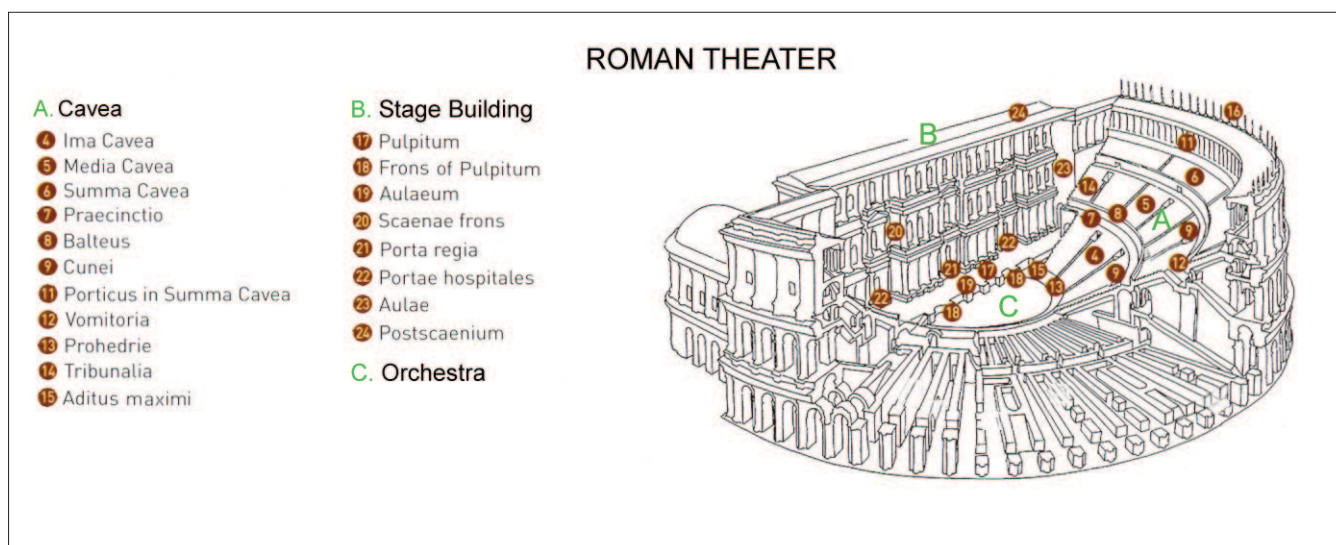 ROMAN THEATER
A. Cavea
4 Ima Cavea
5 Media Cavea
6 Summa Cavea
7 Praecinctio
8 Balteus
9 Cunei
11 Porticus in Summa Cavea
12 Vomitoria
13 Prohedrie
14 Tribunalia
15 Aditus maximi
B. Stage Building
17 Pulpitum
18 Frons of Pulpitum
19 Aulaeum
20 Scaenae frons
21 Porta regia
22 Portae hospitales
23 Aulae
24 Postscaenium
C. Orchestra
24
16
B
11
23
6
14
5
7
8
A
20
9
22
4
12
21
17
15
9
19
18
13
22
C
18